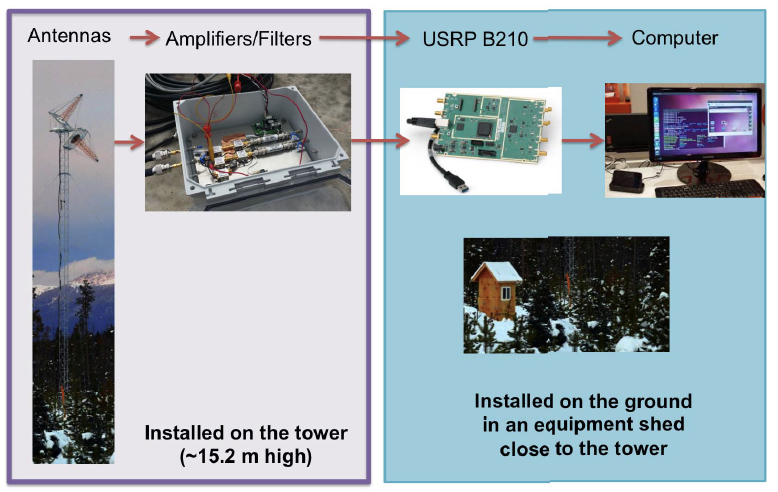 Antennas
Amplifiers/Filters
USRP B210
Computer
Installed on the tower
(~15.2 m high)
Installed on the ground
in an equipment shed
close to the tower